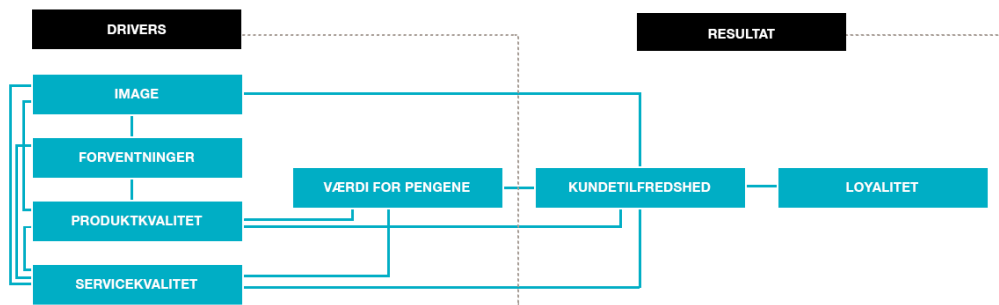 DRIVERS
RESULTAT
IMAGE
FORVENTNINGER
VÆRDI FOR PENGENE
KUNDETILFREDSHED
LOYALITET
PRODUKTKVALITET
SERVICEKVALITET